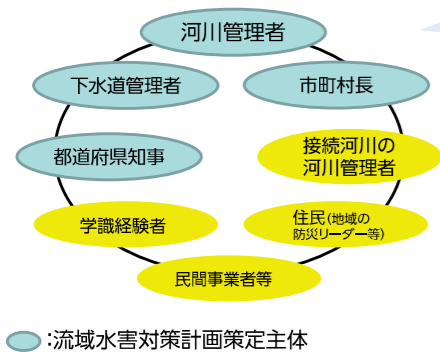 河川管理者
下水道管理者
市町村長
都道府県知事
接続河川の
河川管理者
学識経験者
住民(地域の
防災リーダー等)
民間事業者等
:流域水害対策計画策定主体